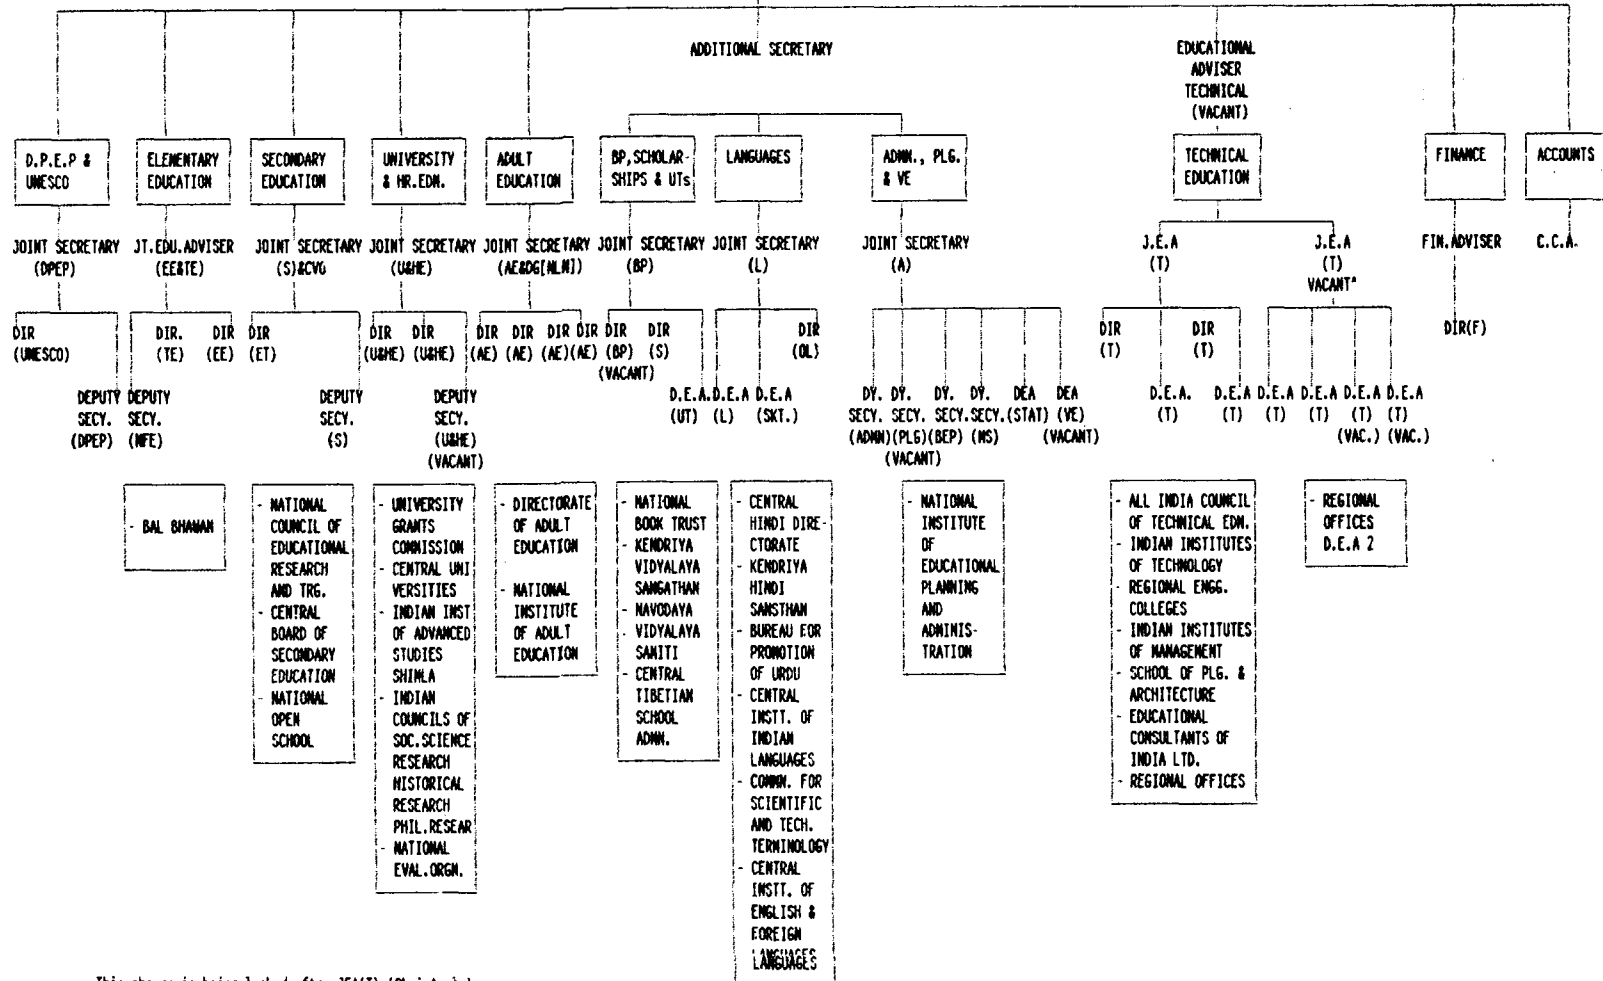 ADDITIONAL SECRETARY
EDUCATIONAL
ADVISER
TECHNICAL
(VACANT)
D.P.E.P &
UNESCO
ELEMENTARY
EDUCATION
SECONDARY
EDUCATION
UNIVERSITY
& HR.EDN.
ADULT
EDUCATION
BP,SCHOLAR-
SHIPS & UTs
LANGUAGES
ADMN., PLG.
& VE
TECHNICAL
EDUCATION
FINANCE
ACCOUNTS
JOINT SECRETARY
(DPEP)
JT.EDU.ADVISER
(EE&TE)
JOINT SECRETARY
(S)&CVO
JOINT SECRETARY
(U&HE)
JOINT SECRETARY
(AE&DG[NLM])
JOINT SECRETARY
(BP)
JOINT SECRETARY
(L)
JOINT SECRETARY
(A)
J.E.A
(T)
J.E.A
(T)
VACANT*
FIN.ADVISER
C.C.A.
DIR
(UNESCO)
DIR.
(TE)
DIR
(EE)
DIR
(ET)
DIR
(U&HE)
DIR
(U&HE)
DIR
(AE)
DIR
(AE)
DIR
(AE)
DIR
(AE)
DIR
(BP)
(VACANT)
DIR
(S)
DIR
(OL)
DIR
(T)
DIR
(T)
DIR(F)
DEPUTY
SECY.
(DPEP)
DEPUTY
SECY.
(NFE)
DEPUTY
SECY.
(S)
DEPUTY
SECY.
(U&HE)
(VACANT)
D.E.A.
(UT)
D.E.A
(L)
D.E.A
(SKT.)
DY.
SECY.
(ADMN)
DY.
SECY.
(PLG)
(VACANT)
DY.
SECY.
(BEP)
DY.
SECY.
(NS)
DEA
(STAT)
DEA
(VE)
(VACANT)
D.E.A.
(T)
D.E.A
(T)
D.E.A
(T)
D.E.A
(T)
D.E.A
(T)
(VAC.)
D.E.A
(T)
(VAC.)
- BAL BHAWAN
- NATIONAL
COUNCIL OF
EDUCATIONAL
RESEARCH
AND TRG.
- CENTRAL
BOARD OF
SECONDARY
EDUCATION
- NATIONAL
OPEN
SCHOOL
- UNIVERSITY
GRANTS
COMMISSION
- CENTRAL UNI
VERSITIES
- INDIAN INST
OF ADVANCED
STUDIES
SHIMLA
- INDIAN
COUNCILS OF
SOC.SCIENCE
RESEARCH
HISTORICAL
RESEARCH
PHIL.RESEAR
- NATIONAL
EVAL.ORGN.
- DIRECTORATE
OF ADULT
EDUCATION
- NATIONAL
INSTITUTE
OF ADULT
EDUCATION
- NATIONAL
BOOK TRUST
- KENDRIYA
VIDYALAYA
SANGATHAN
- NAVODAYA
VIDYALAYA
SAMITI
- CENTRAL
TIBETIAN
SCHOOL
ADMN.
- CENTRAL
HINDI DIRE-
CTORATE
- KENDRIYA
HINDI
SANSTHAN
- BUREAU FOR
PROMOTION
OF URDU
- CENTRAL
INSTT. OF
INDIAN
LANGUAGES
- COMMN. FOR
SCIENTIFIC
AND TECH.
TERMINOLOGY
- CENTRAL
INSTT. OF
ENGLISH &
FOREIGN
LANGUAGES
- NATIONAL
INSTITUTE
OF
EDUCATIONAL
PLANNING
AND
ADMINIS-
TRATION
- ALL INDIA COUNCIL
OF TECHNICAL EDN.
- INDIAN INSTITUTES
OF TECHNOLOGY
- REGIONAL ENGG.
COLLEGES
- INDIAN INSTITUTES
OF MANAGEMENT
- SCHOOL OF PLG. &
ARCHITECTURE
- EDUCATIONAL
CONSULTANTS OF
INDIA LTD.
- REGIONAL OFFICES
- REGIONAL
OFFICES
D.E.A 2